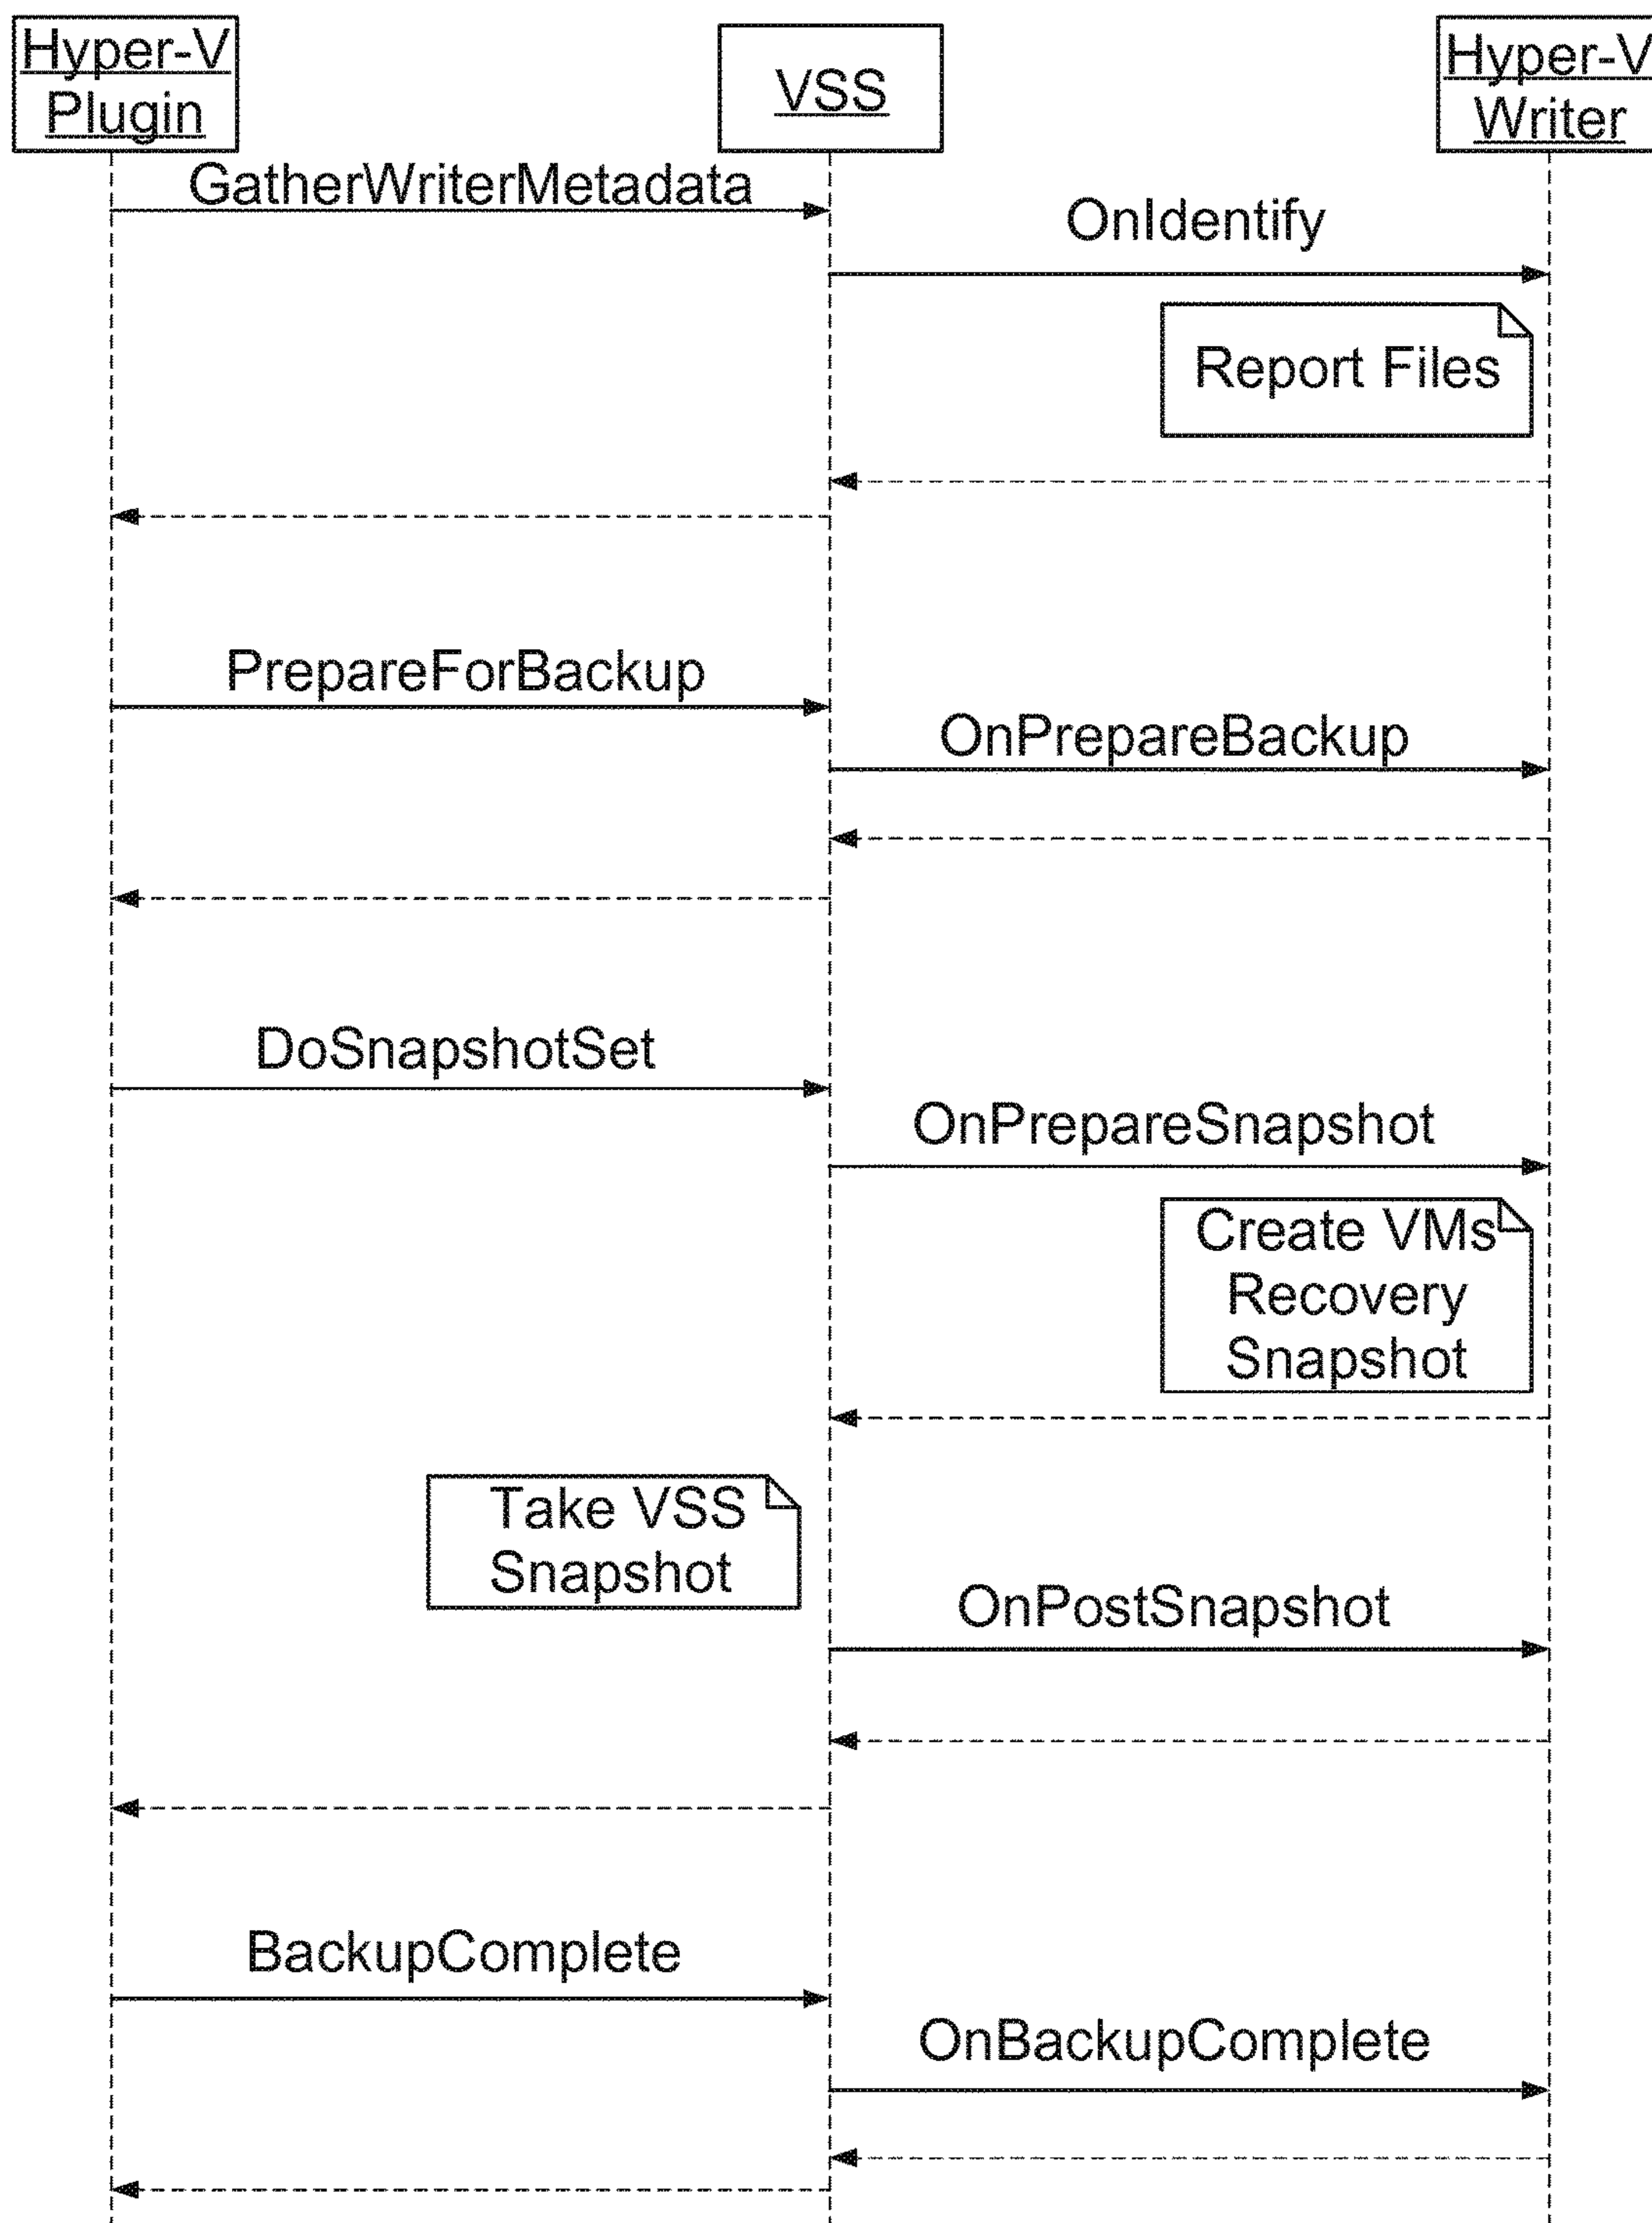 Hyper-V
Plugin
VSS
Hyper-V
Writer
GatherWriterMetadata
OnIdentify
Report Files
PrepareForBackup
OnPrepareBackup
DoSnapshotSet
OnPrepareSnapshot
Create VMs
Recovery
Snapshot
Take VSS
Snapshot
OnPostSnapshot
BackupComplete
OnBackupComplete